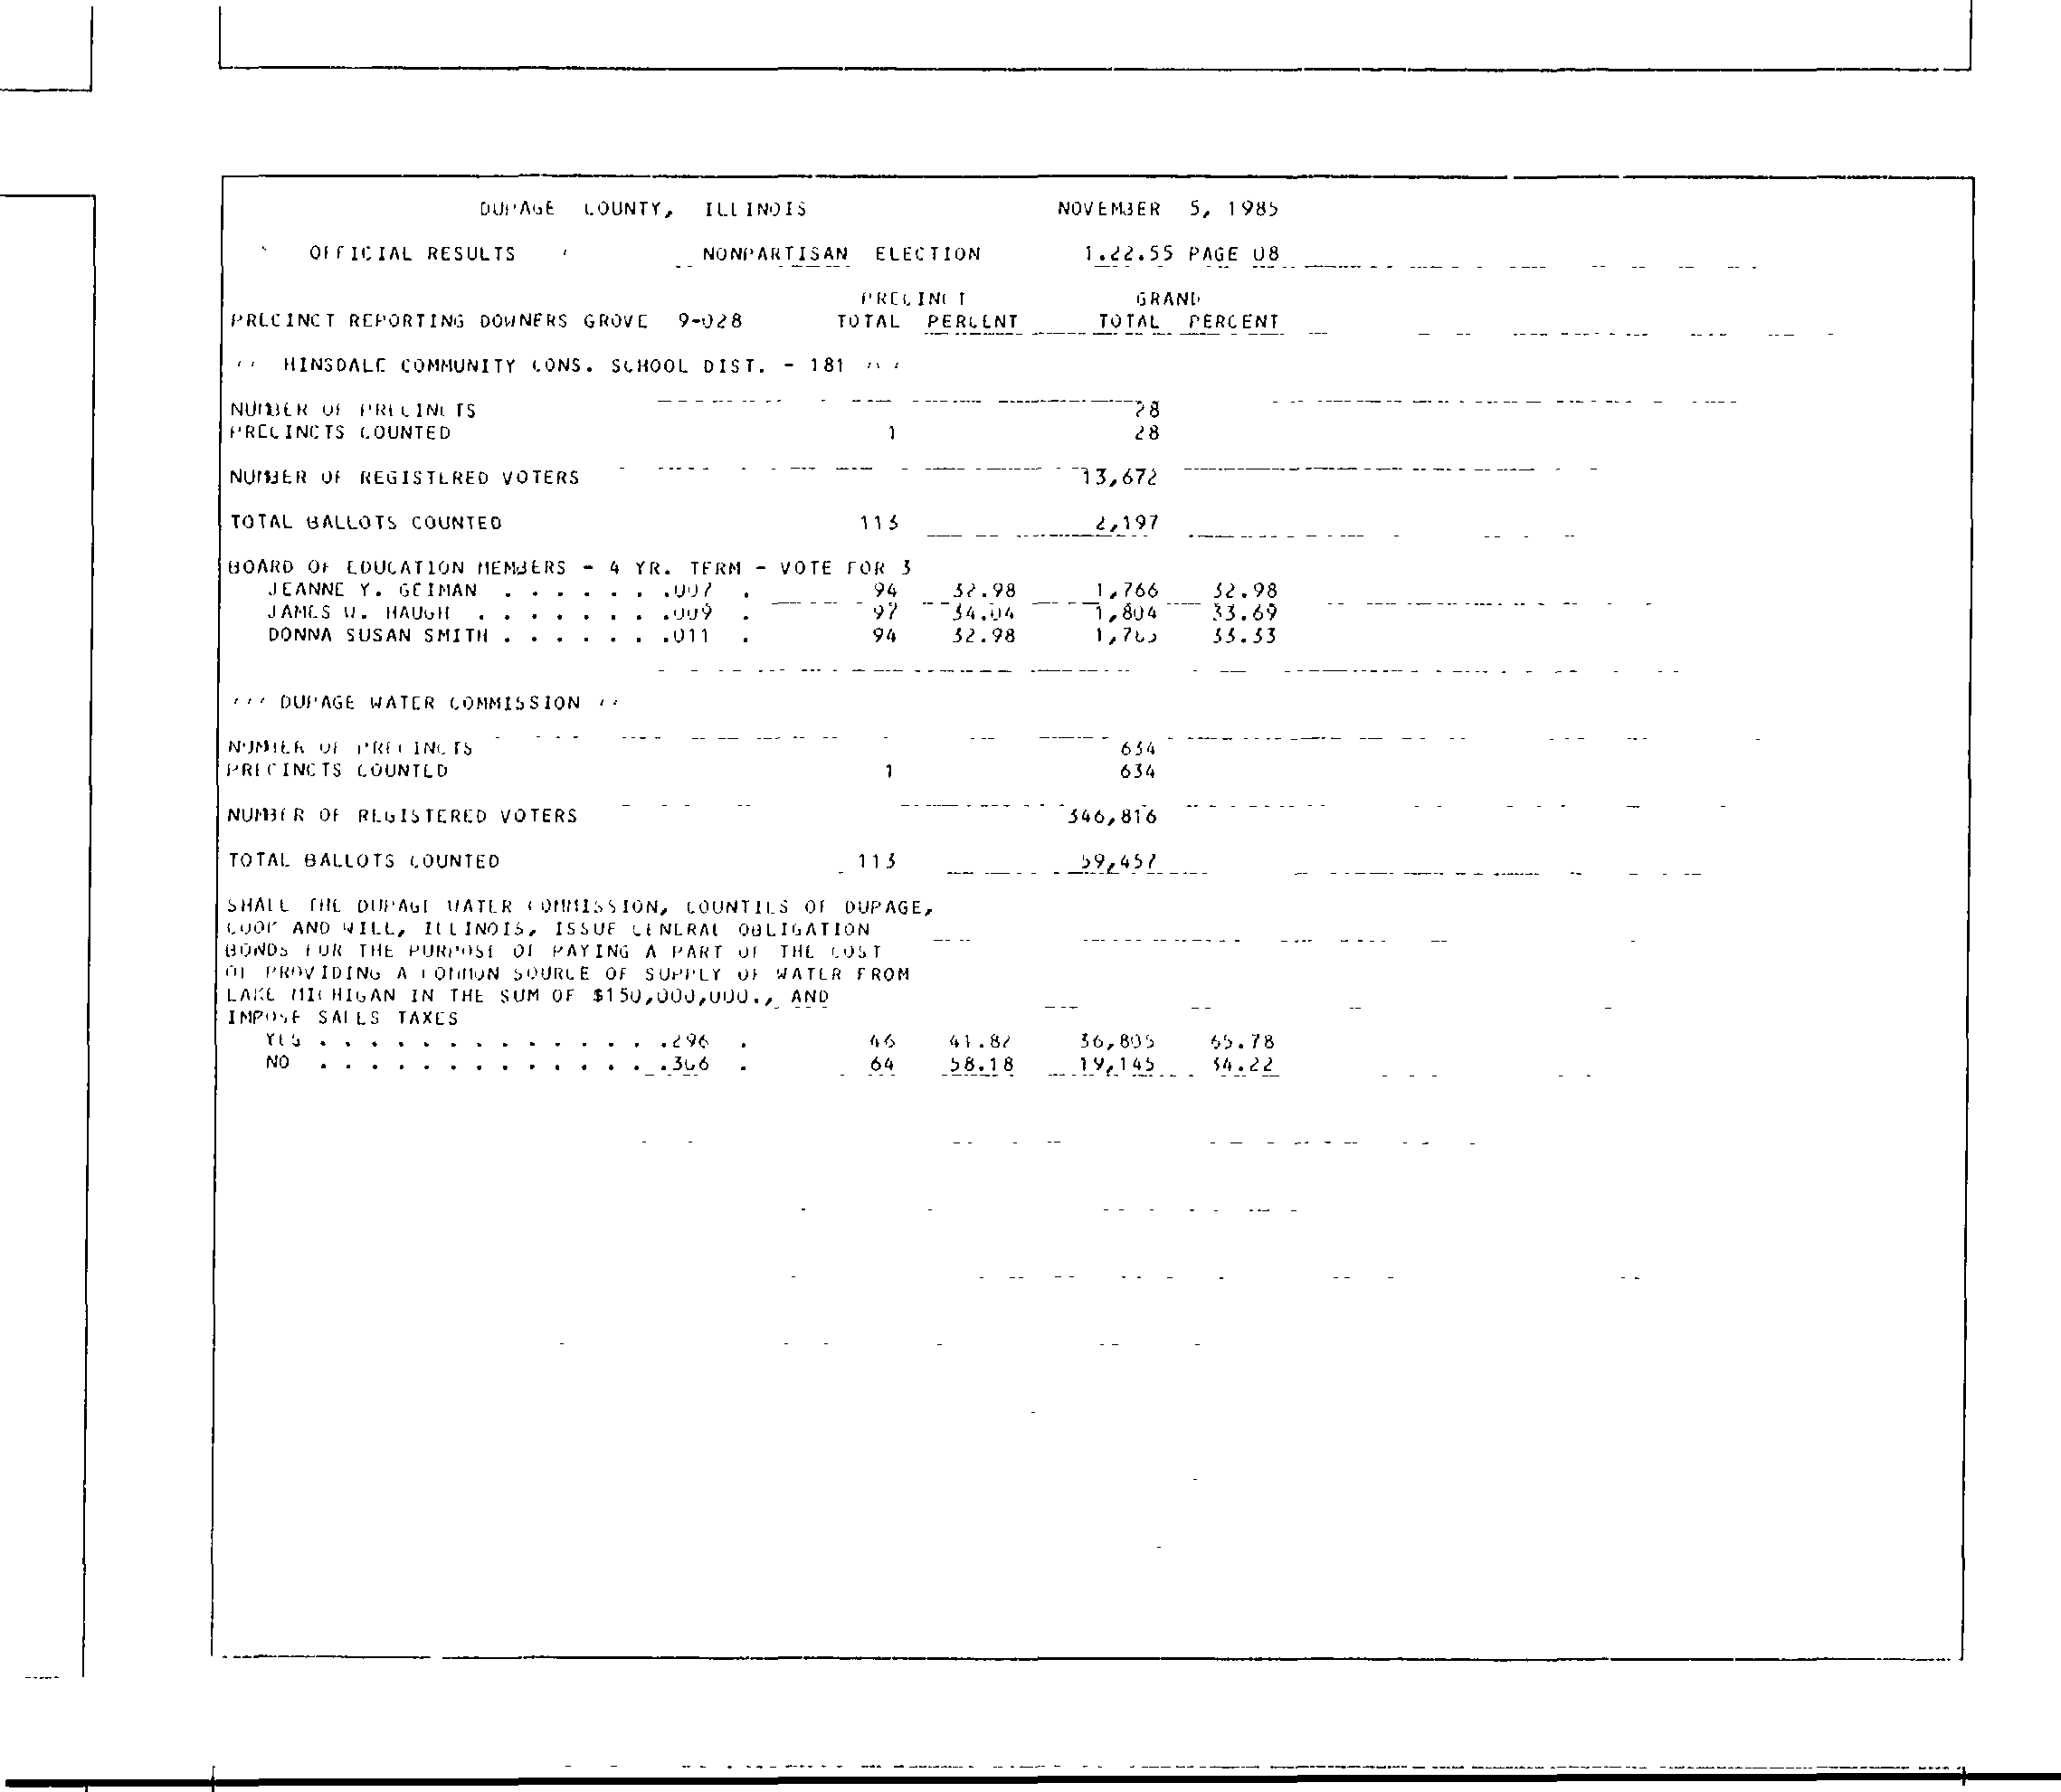 DUPAGE COUNTY, ILLINOIS NOVEMBER 5, 1985
OFFICIAL RESULTS NONPARTISAN ELECTION 1.22.55 PAGE 08
PRECINCT GRAND
PRECINCT REPORTING DOWNERS GROVE 9-028 TOTAL PERCENT TOTAL PERCENT
HINSDALE COMMUNITY CONS. SCHOOL DIST. - 181
NUMBER OF PRECINCTS 28
PRECINCTS COUNTED 1 28
NUMBER OF REGISTERED VOTERS 13,672
TOTAL BALLOTS COUNTED 113 2,197
BOARD OF EDUCATION MEMBERS - 4 YR. TERM - VOTE FOR 3
JEANNE Y. GEIMAN . . . . . . .007 . 94 32.98 1,766 32.98
JAMES W. HAUGH . . . . . . . .009 . 97 34.04 1,804 33.69
DONNA SUSAN SMITH . . . . . . .011 . 94 32.98 33.33
DUPAGE WATER COMMISSION
NUMBER OF PRECINCTS 634
PRECINCTS COUNTED 1 634
NUMBER OF REGISTERED VOTERS 346,816
TOTAL BALLOTS COUNTED 113 59,457
SHALL THE DUPAGE WATER COMMISSION, COUNTIES OF DUPAGE,
COOK AND WILL, ILLINOIS, ISSUE GENERAL OBLIGATION
BONDS FOR THE PURPOSE OF PAYING A PART OF THE COST
OF PROVIDING A COMMON SOURCE OF SUPPLY OF WATER FROM
LAKE MICHIGAN IN THE SUM OF $150,000,000., AND
IMPOSE SALES TAXES
YES . . . . . . . . . . . . . .296 . 46 41.82 36,805 65.78
NO . . . . . . . . . . . . . .306 . 64 58.18 19,145 34.22